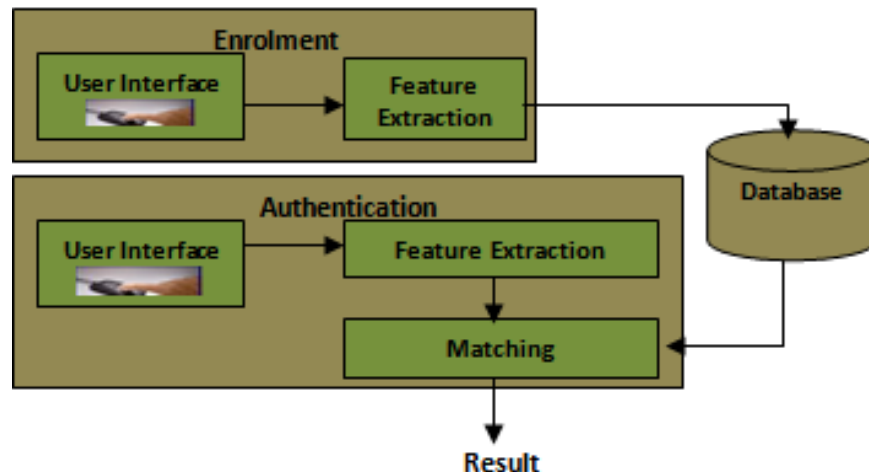 Enrolment
User Interface
Feature
Extraction
Database
Authentication
User Interface
Feature Extraction
Matching
Result